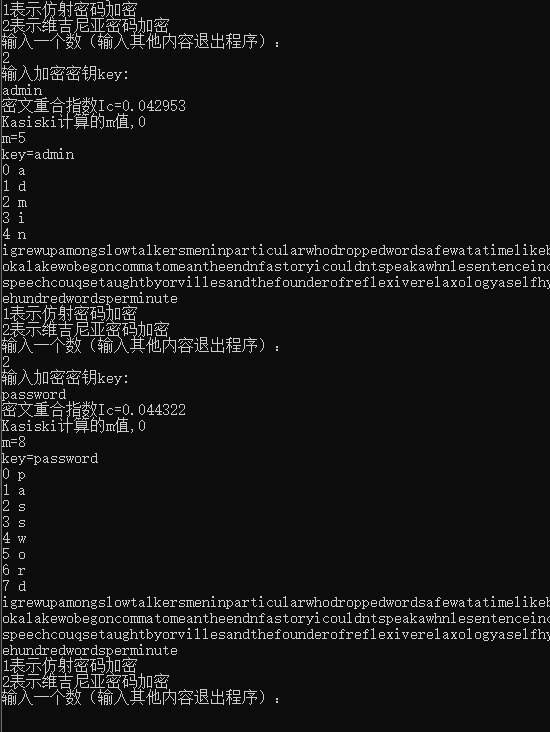 1表示仿射密码加密
2表示维吉尼亚密码加密
输入一个数（输入其他内容退出程序）：
2
输入加密密钥key:
admin
密文重合指数Ic=0.042953
Kasiski计算的m值,0
m=5
key=admin
0 a
1 d
2 m
3 i
4 n
igrewupamongslowtalkersmeninparticularwhodroppedwordsafewatatimelikeb
okalakewobegoncommatomeantheendnfastoryicouldntspeakawhnlesentenceinc
speechcouqsetaughtbyorvillesandthefounderofreflexiverelaxologyaselfhy
ehundredwordsperminute
1表示仿射密码加密
2表示维吉尼亚密码加密
输入一个数（输入其他内容退出程序）：
2
输入加密密钥key:
password
密文重合指数Ic=0.044322
Kasiski计算的m值,0
m=8
key=password
0 p
1 a
2 s
3 s
4 w
5 o
6 r
7 d
igrewupamongslowtalkersmeninparticularwhodroppedwordsafewatatimelikeb
okalakewobegoncommatomeantheendnfastoryicouldntspeakawhnlesentenceinc
speechcouqsetaughtbyorvillesandthefounderofreflexiverelaxologyaselfhy
ehundredwordsperminute
1表示仿射密码加密
2表示维吉尼亚密码加密
输入一个数（输入其他内容退出程序）：